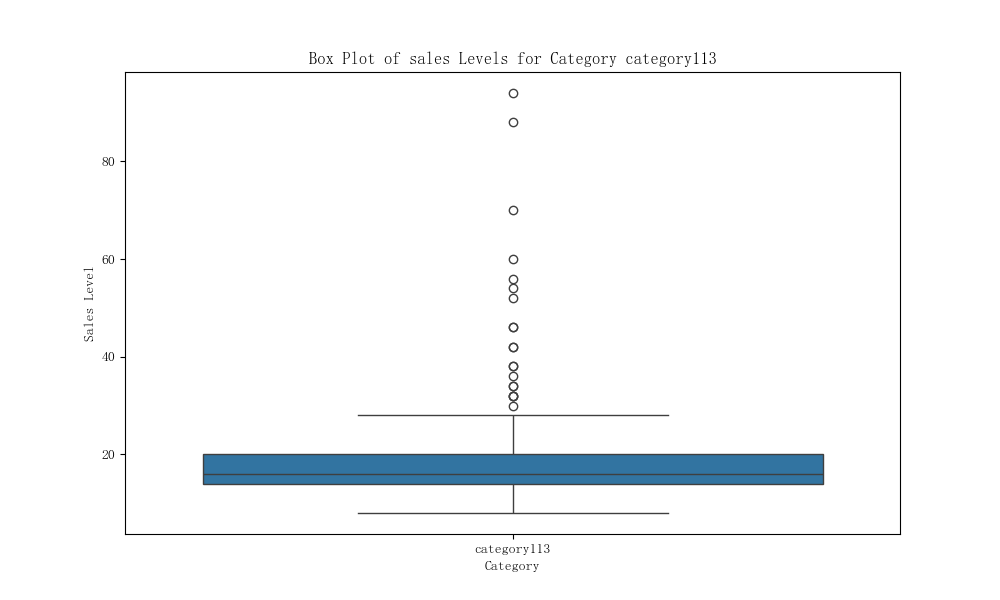 Box Plot of sales Levels for Category category113
80
60
40
20
Sales Level
category113
Category